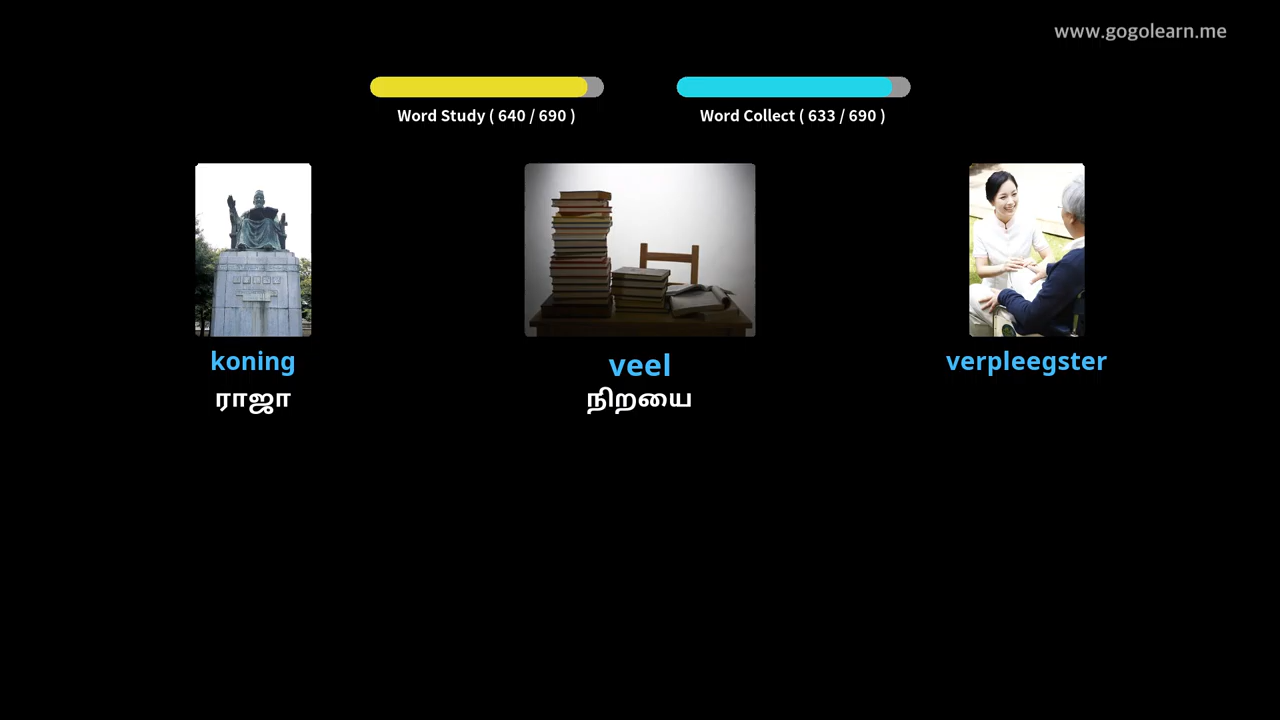 www.gogolearn.me
Word Study ( 640 / 690 )
Word Collect ( 633 / 690 )
koning
ராஜா
veel
நிறயை
verpleegster